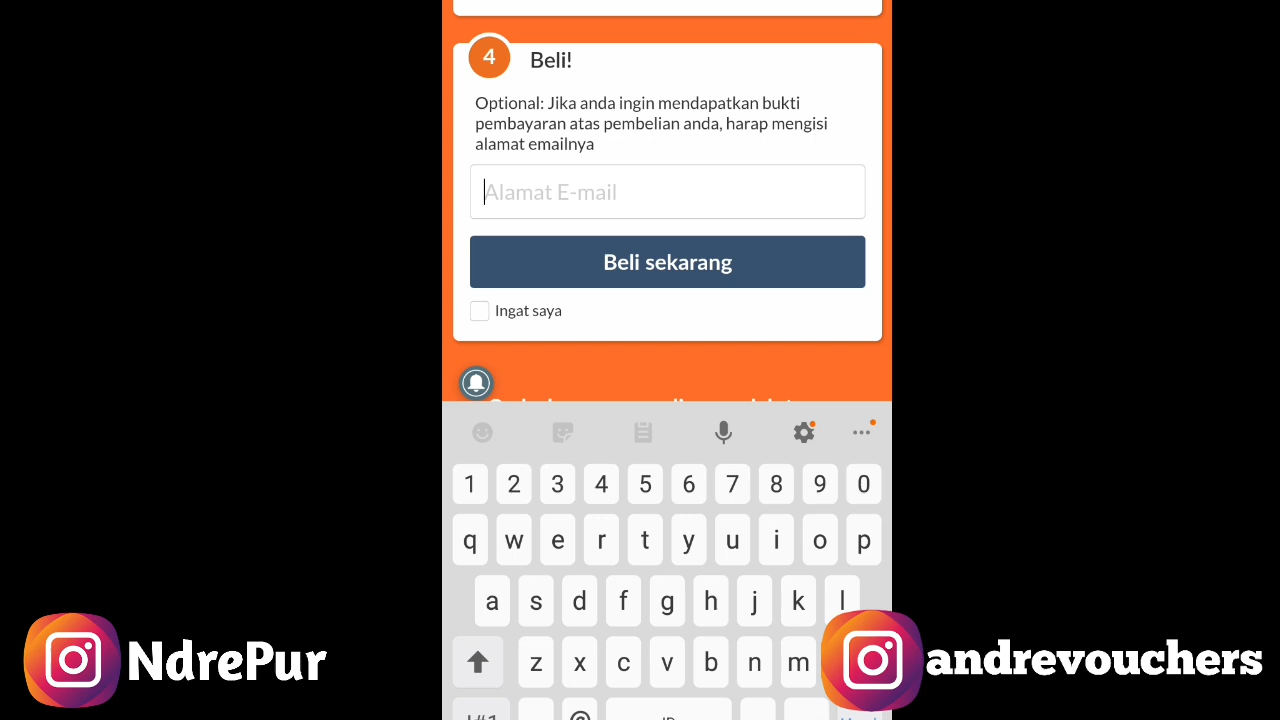 4
Beli!
Optional: Jika anda ingin mendapatkan bukti
pembayaran atas pembelian anda, harap mengisi
alamat emailnya
Alamat E-mail
Beli sekarang
Ingat saya
1 2 3 4 5 6 7 8 9 0
q w e r t y u i o p
a s d f g h j k l
z x c v b n m
NdrePur
andrevouchers
!#1 @